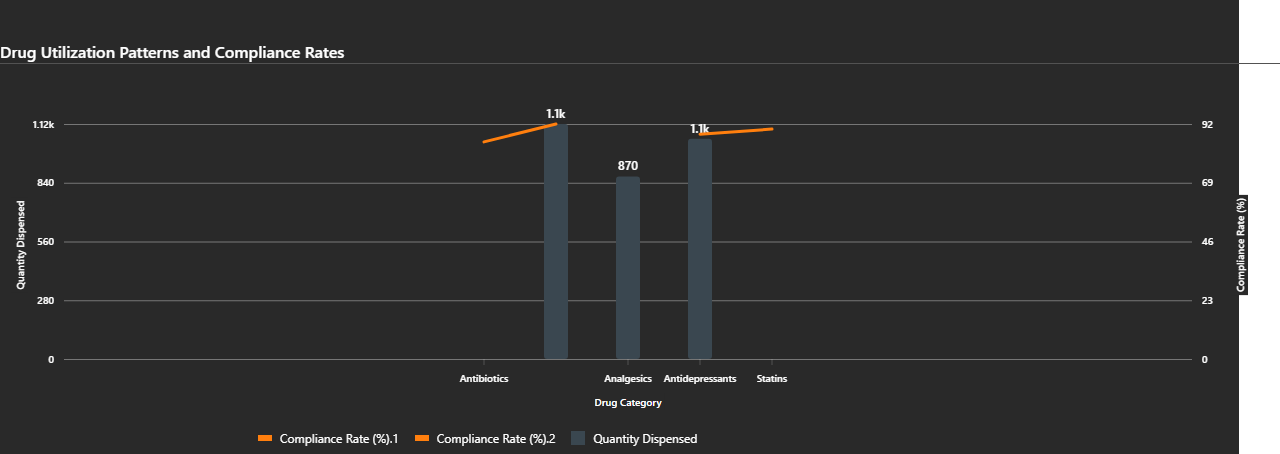 Drug Utilization Patterns and Compliance Rates
1.1k
1.1k
870
1.12k
840
560
280
0
92
69
46
23
0
Quantity Dispensed
Compliance Rate (%)
Antibiotics
Analgesics
Antidepressants
Statins
Drug Category
Compliance Rate (%).1
Compliance Rate (%).2
Quantity Dispensed